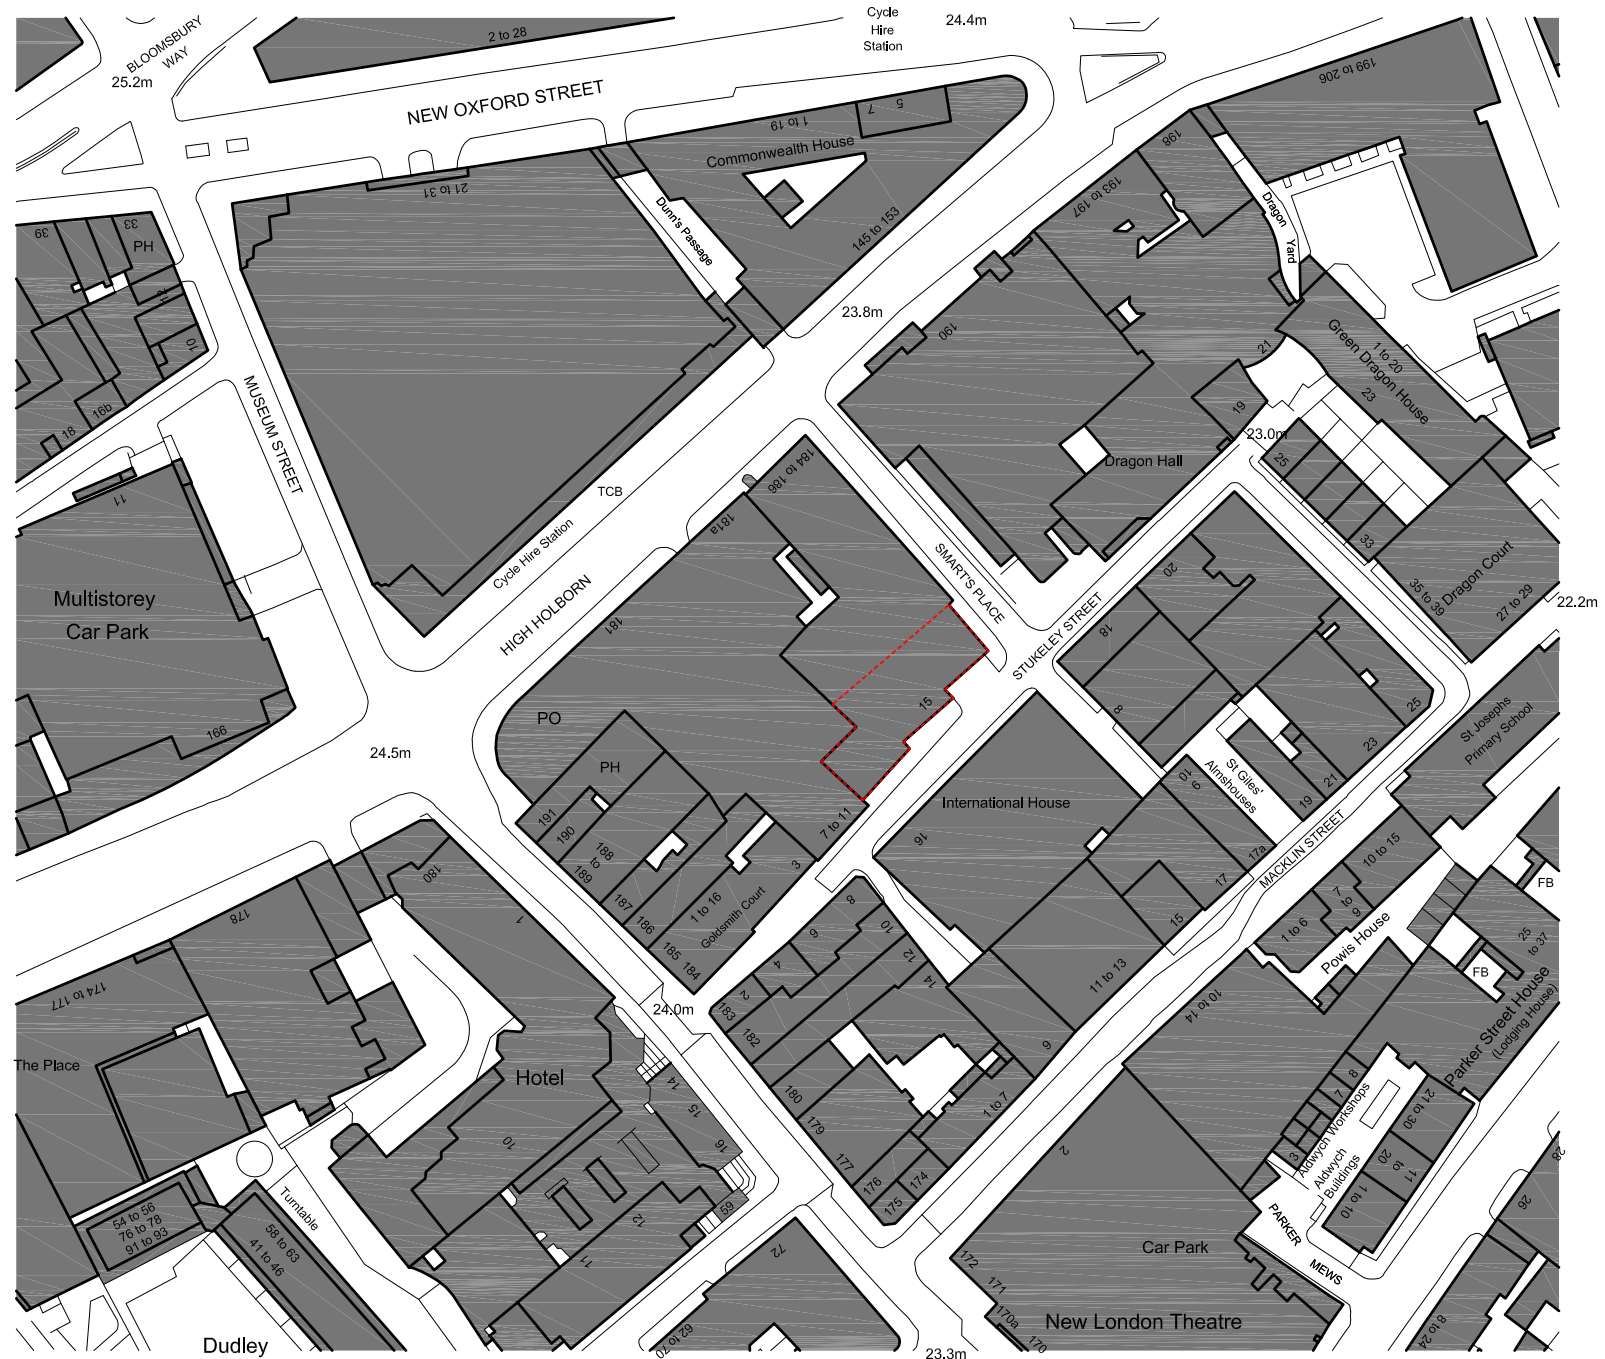 Cycle
Hire
Station
24.4m
BLOOMSBURY
WAY
25.2m
2 to 28
NEW OXFORD STREET
199 to 206
1 to 19
7
5
Commonwealth House
198
21 to 31
193 to
197
Dunn's Passage
145 to 153
Dragon
Yard
39
33
PH
12
10
23.8m
190
1 to 20
Green Dragon House
23
21
19
16b
18
MUSEUM STREET
23.0m
25
Dragon Hall
184 to
186
181a
TCB
Cycle Hire Station
11
33
Dragon Court
35 to 39
27 to 29
22.2m
SMART'S PLACE
20
18
STUKELEY STREET
Multistorey
Car Park
HIGH HOLBORN
181
15
8
25
St Josephs
Primary School
166
24.5m
PO
PH
23
21
19
10
9
St Giles'
Almshouses
International House
16
191
190
188
to
189
187
186
185
184
7 to 11
3
1 to 16
Goldsmith Court
17a
17
15
MACKLIN STREET
10 to 15
7
to
9
1 to 6
Powis House
FB
25
to 37
FB
Parker Street House
(Lodging House)
180
178
1
174 to 177
8
6
4
2
10
12
14
183
182
11 to 13
10 to 14
24.0m
9
The Place
Hotel
14
15
16
10
180
179
177
176
175
174
1 to 7
2
8
7
3
Aldwych Workshops
Aldwych
Buildings
21 to 30
20
to
11
1 to
10
28
26
Turntable
54 to 56
76 to 78
91 to 93
58 to 63
41 to 46
59
12
11
72
62 to 70
PARKER
MEWS
Car Park
172
171
170a
170
New London Theatre
8 to 24
Dudley
23.3m